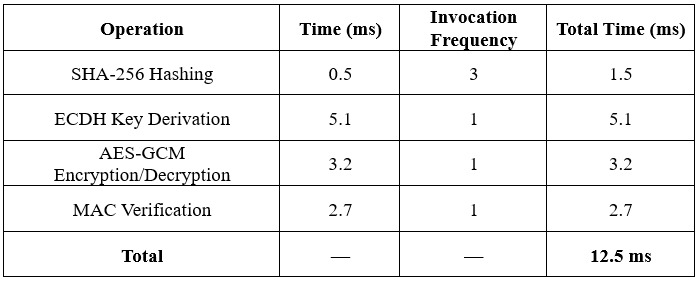 Operation Time (ms) Invocation Frequency Total Time (ms)
SHA-256 Hashing 0.5 3 1.5
ECDH Key Derivation 5.1 1 5.1
AES-GCM
Encryption/Decryption 3.2 1 3.2
MAC Verification 2.7 1 2.7
Total — — 12.5 ms